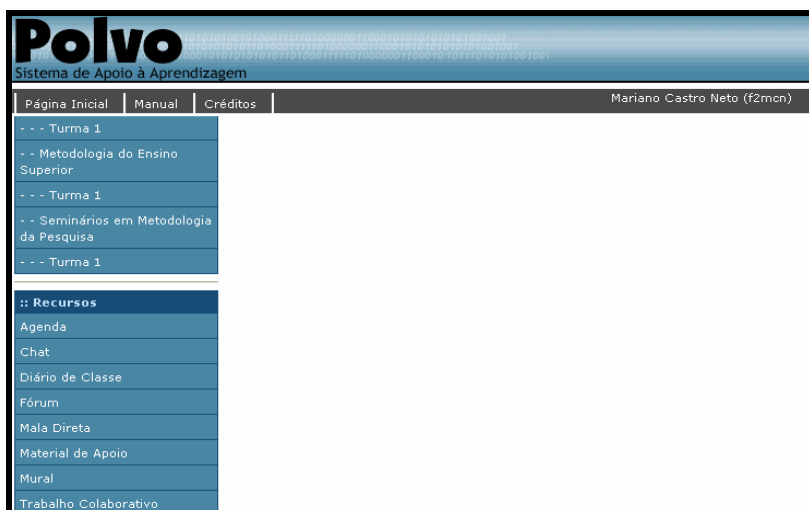 Polvo
Sistema de Apoio à Aprendizagem
Página Inicial Manual Créditos Mariano Castro Neto (f2mcn)
- - - Turma 1
- - Metodologia do Ensino
Superior
- - - Turma 1
- - Seminários em Metodologia
da Pesquisa
- - - Turma 1
:: Recursos
Agenda
Chat
Diário de Classe
Fórum
Mala Direta
Material de Apoio
Mural
Trabalho Colaborativo